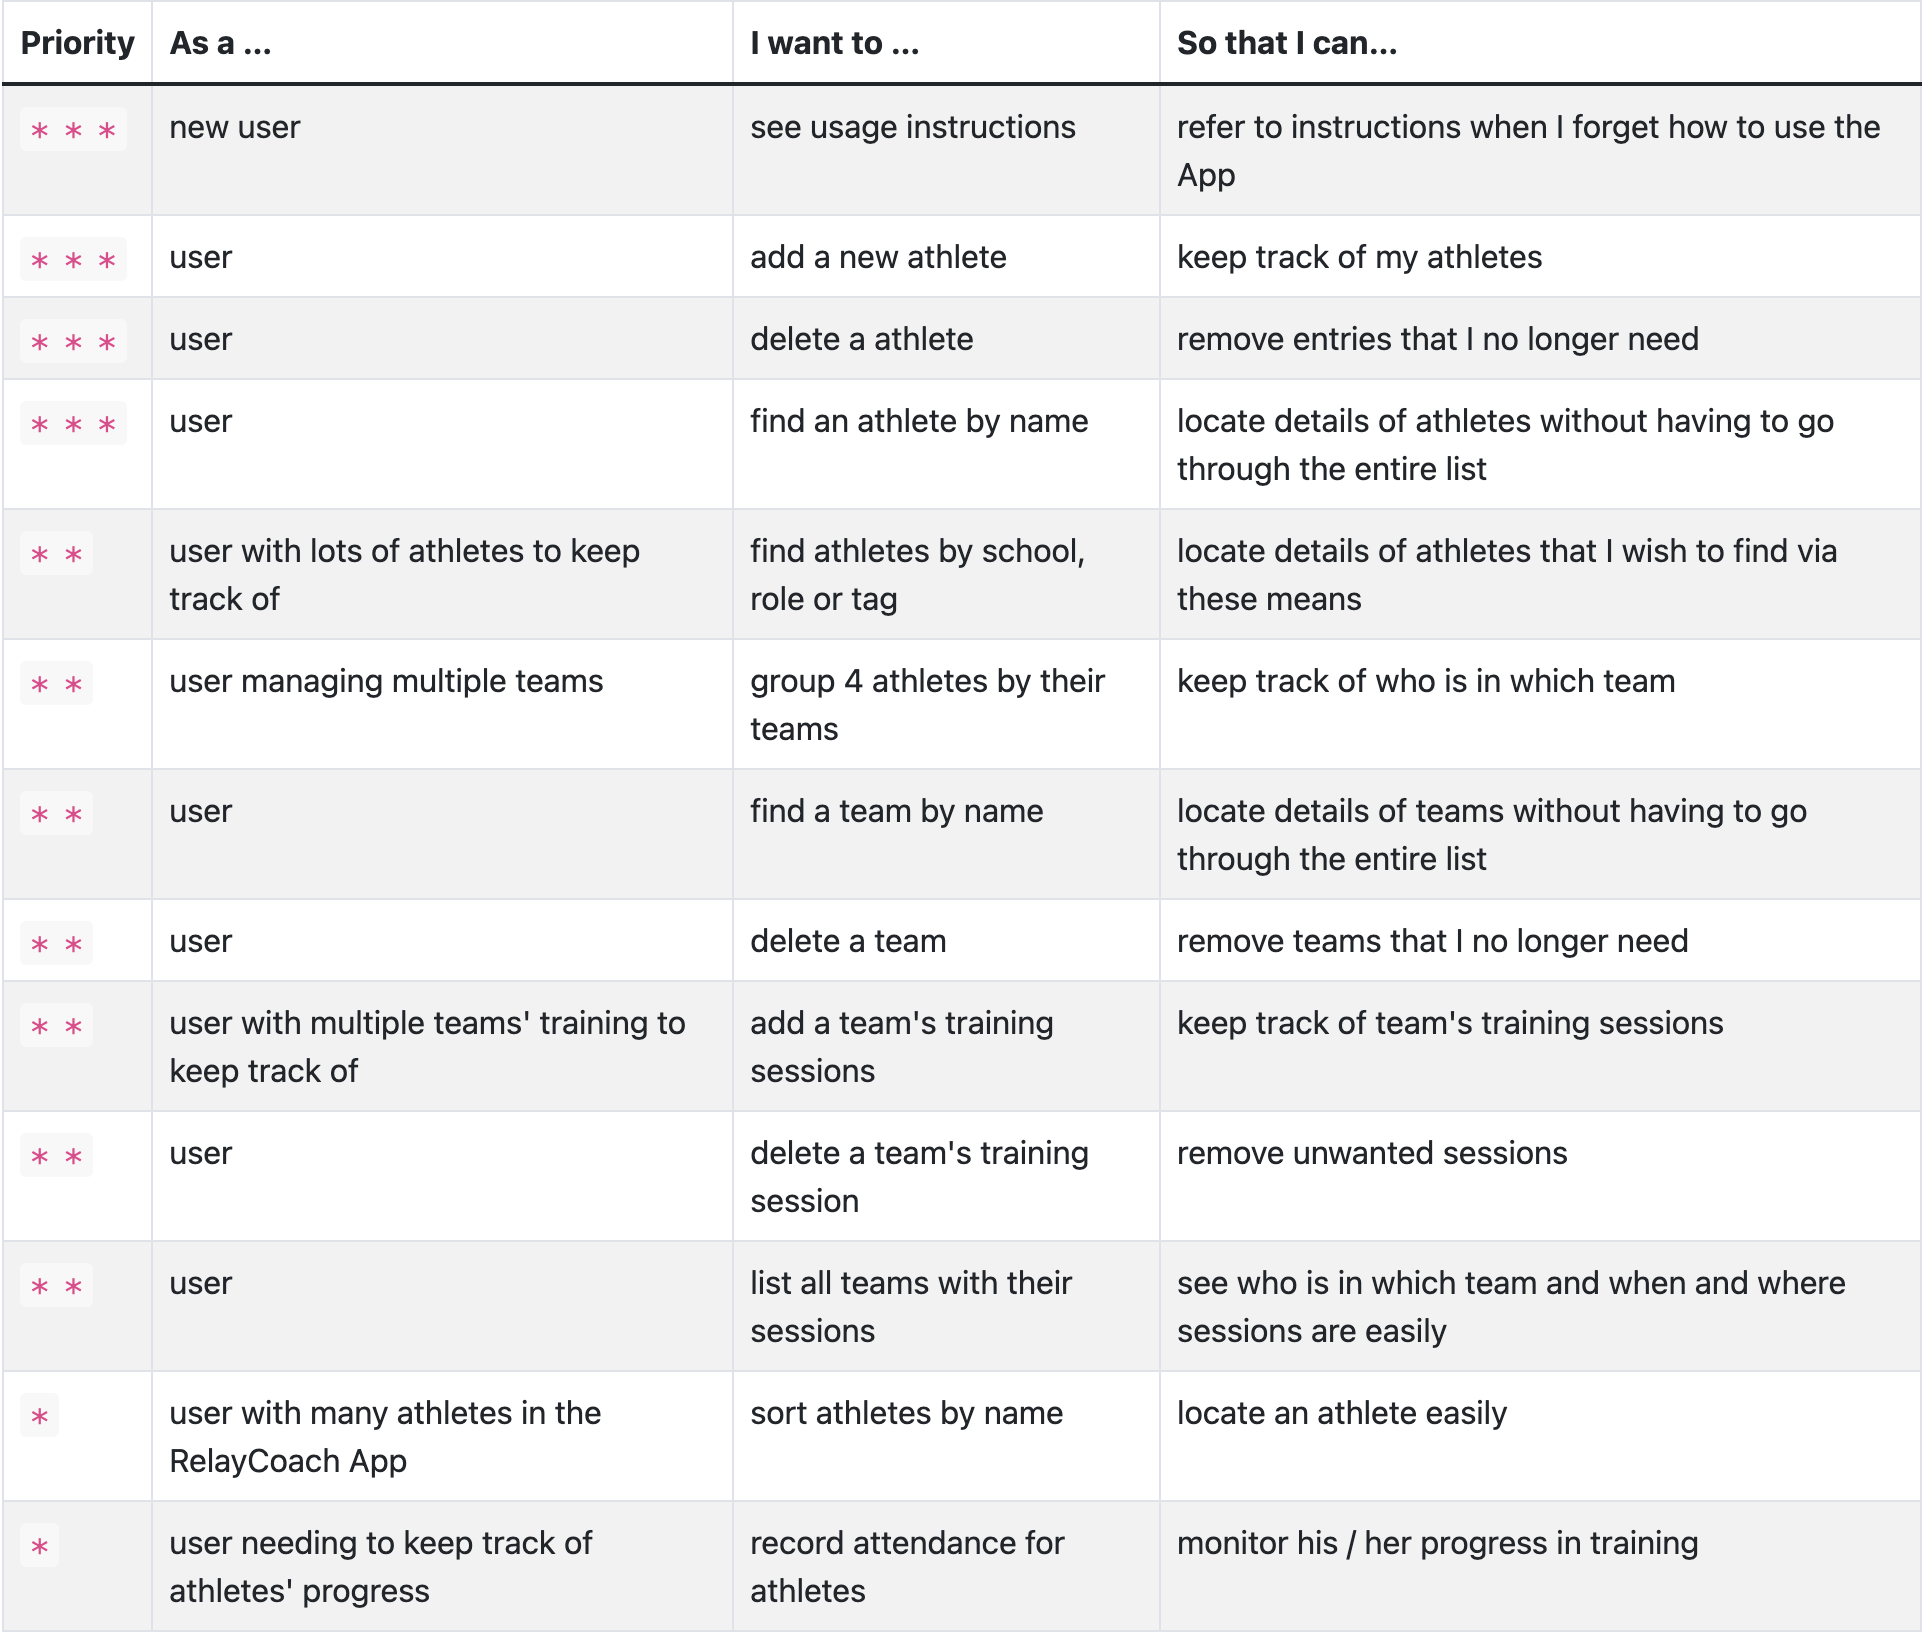 Priority As a ... I want to ... So that I can...
* * * new user see usage instructions refer to instructions when I forget how to use the
App
* * * user add a new athlete keep track of my athletes
* * * user delete a athlete remove entries that I no longer need
* * * user find an athlete by name locate details of athletes without having to go
through the entire list
* * user with lots of athletes to keep find athletes by school, locate details of athletes that I wish to find via
track of role or tag these means
* * user managing multiple teams group 4 athletes by their keep track of who is in which team
teams
* * user find a team by name locate details of teams without having to go
through the entire list
* * user delete a team remove teams that I no longer need
* * user with multiple teams' training to add a team's training keep track of team's training sessions
keep track of sessions
* * user delete a team's training remove unwanted sessions
session
* * user list all teams with their see who is in which team and when and where
sessions sessions are easily
* user with many athletes in the sort athletes by name locate an athlete easily
RelayCoach App
* user needing to keep track of record attendance for monitor his / her progress in training
athletes' progress athletes